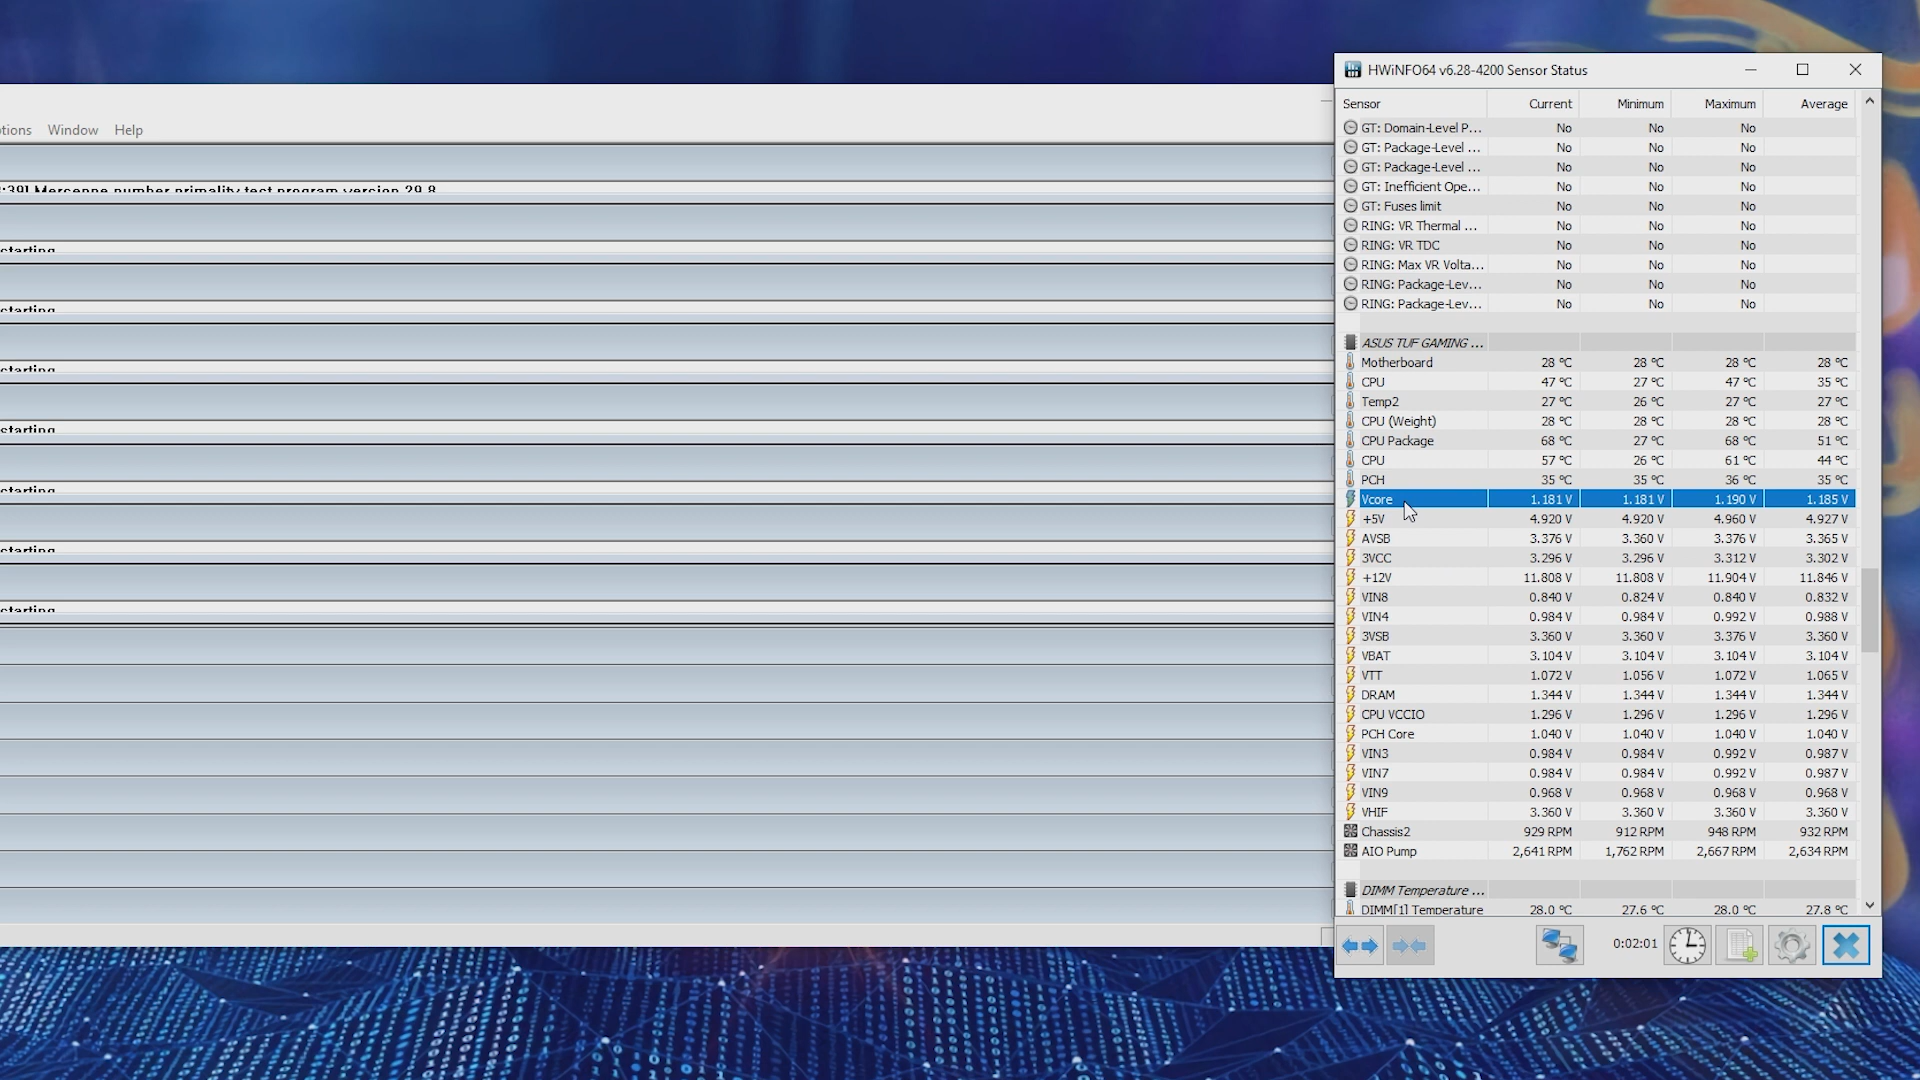 HWiNFO64 v6.28-4200 Sensor Status
Sensor Current Minimum Maximum Average
GT: Domain-Level P... No No No
GT: Package-Level ... No No No
GT: Package-Level ... No No No
GT: Inefficient Ope... No No No
GT: Fuses limit No No No
RING: VR Thermal ... No No No
RING: VR TDC No No No
RING: Max VR Volta... No No No
RING: Package-Lev... No No No
RING: Package-Lev... No No No
ASUS TUF GAMING ...
Motherboard 28 °C 28 °C 28 °C 28 °C
CPU 47 °C 27 °C 47 °C 35 °C
Temp2 27 °C 26 °C 27 °C 27 °C
CPU (Weight) 28 °C 28 °C 28 °C 28 °C
CPU Package 68 °C 27 °C 68 °C 51 °C
CPU 57 °C 26 °C 61 °C 44 °C
PCH 35 °C 35 °C 36 °C 35 °C
Vcore 1.181 V 1.181 V 1.190 V 1.185 V
+5V 4.920 V 4.920 V 4.960 V 4.927 V
AVSB 3.376 V 3.360 V 3.376 V 3.365 V
3VCC 3.296 V 3.296 V 3.312 V 3.302 V
+12V 11.808 V 11.808 V 11.904 V 11.846 V
VIN8 0.840 V 0.824 V 0.840 V 0.832 V
VIN4 0.984 V 0.984 V 0.992 V 0.988 V
3VSB 3.360 V 3.360 V 3.376 V 3.360 V
VBAT 3.104 V 3.104 V 3.104 V 3.104 V
VTT 1.072 V 1.056 V 1.072 V 1.065 V
DRAM 1.344 V 1.344 V 1.344 V 1.344 V
CPU VCCIO 1.296 V 1.296 V 1.296 V 1.296 V
PCH Core 1.040 V 1.040 V 1.040 V 1.040 V
VIN3 0.984 V 0.984 V 0.992 V 0.987 V
VIN7 0.984 V 0.984 V 0.992 V 0.987 V
VIN9 0.968 V 0.968 V 0.968 V 0.968 V
VHIF 3.360 V 3.360 V 3.360 V 3.360 V
Chassis2 929 RPM 912 RPM 948 RPM 932 RPM
AIO Pump 2,641 RPM 1,762 RPM 2,667 RPM 2,634 RPM
DIMM Temperature ...
DIMM[1] Temperature 28.0 °C 27.6 °C 28.0 °C 27.8 °C
0:02:01
tions Window Help
:39] Mersenne number primality test program version 29.8
starting
starting
starting
starting
starting
starting
starting